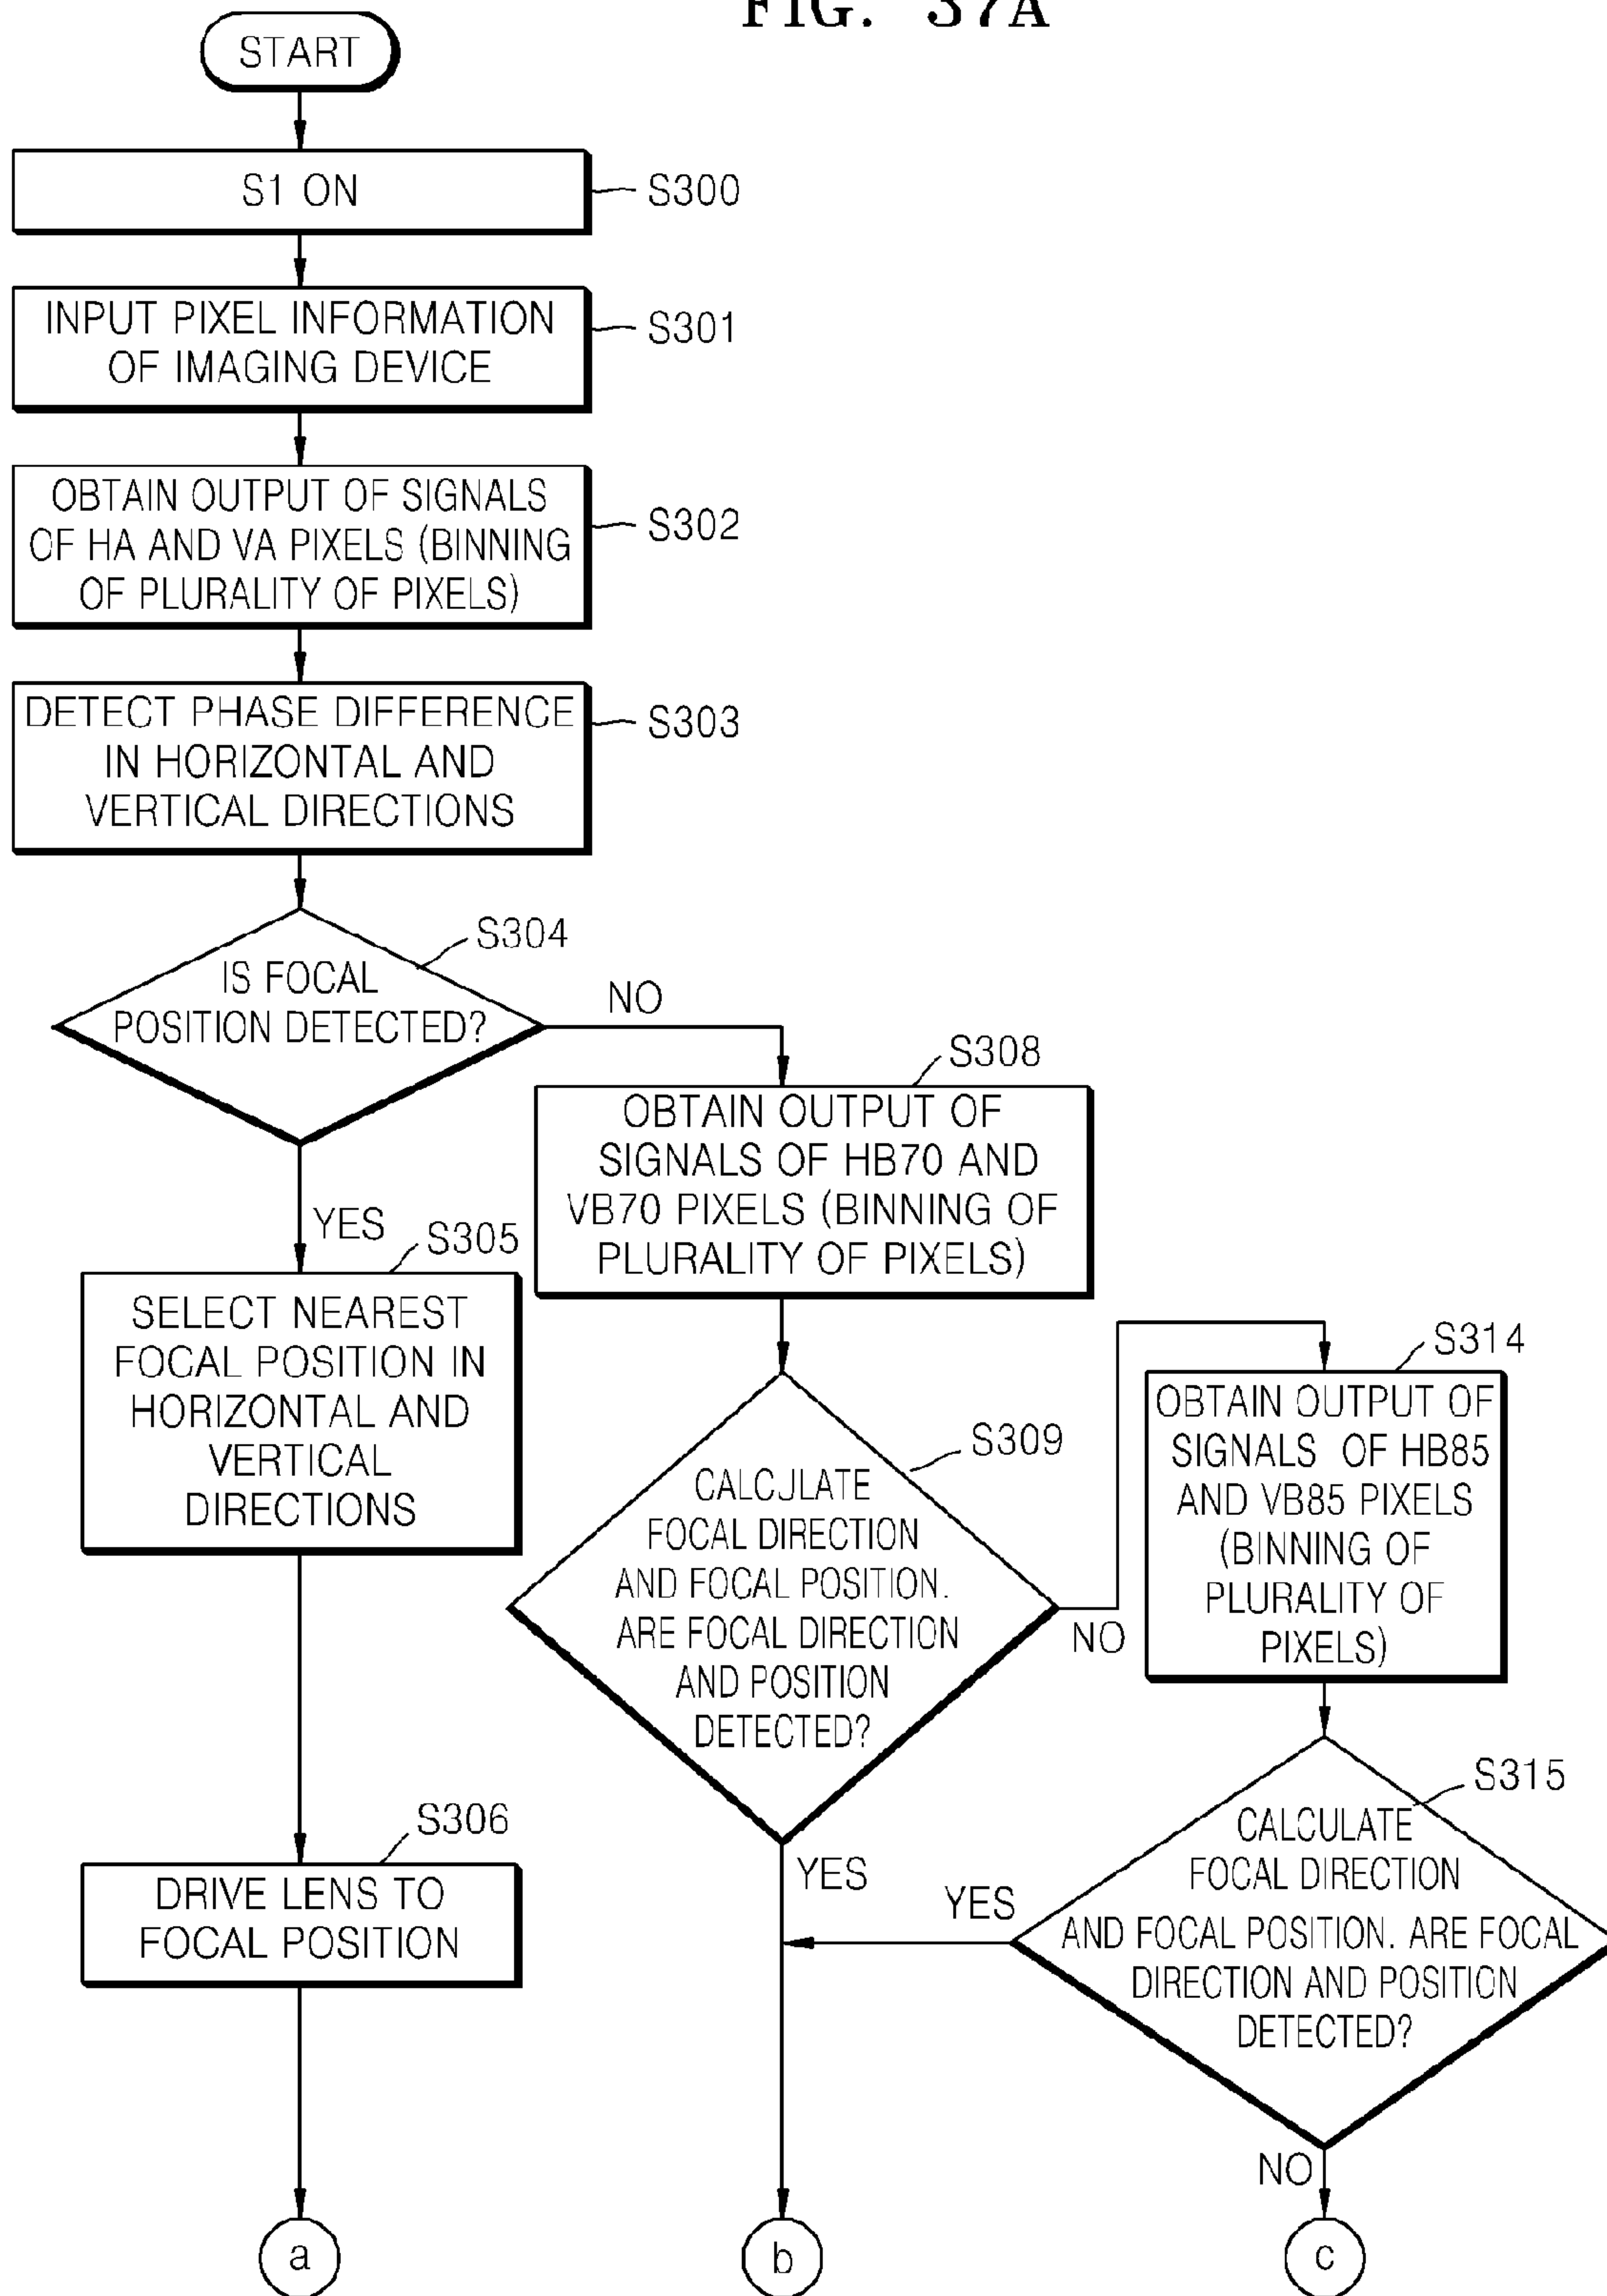 FIG. 37A
START
S1 ON
S300
INPUT PIXEL INFORMATION
OF IMAGING DEVICE
S301
OBTAIN OUTPUT OF SIGNALS
OF HA AND VA PIXELS (BINNING
OF PLURALITY OF PIXELS)
S302
DETECT PHASE DIFFERENCE
IN HORIZONTAL AND
VERTICAL DIRECTIONS
S303
IS FOCAL
POSITION DETECTED?
S304
NO
YES
S308
OBTAIN OUTPUT OF
SIGNALS OF HB70 AND
VB70 PIXELS (BINNING OF
PLURALITY OF PIXELS)
S305
SELECT NEAREST
FOCAL POSITION IN
HORIZONTAL AND
VERTICAL
DIRECTIONS
S309
CALCULATE
FOCAL DIRECTION
AND FOCAL POSITION.
ARE FOCAL DIRECTION
AND POSITION
DETECTED?
NO
YES
S314
OBTAIN OUTPUT OF
SIGNALS OF HB85
AND VB85 PIXELS
(BINNING OF
PLURALITY OF
PIXELS)
S306
DRIVE LENS TO
FOCAL POSITION
S315
CALCULATE
FOCAL DIRECTION
AND FOCAL POSITION. ARE FOCAL
DIRECTION AND POSITION
DETECTED?
YES
NO
a
b
c